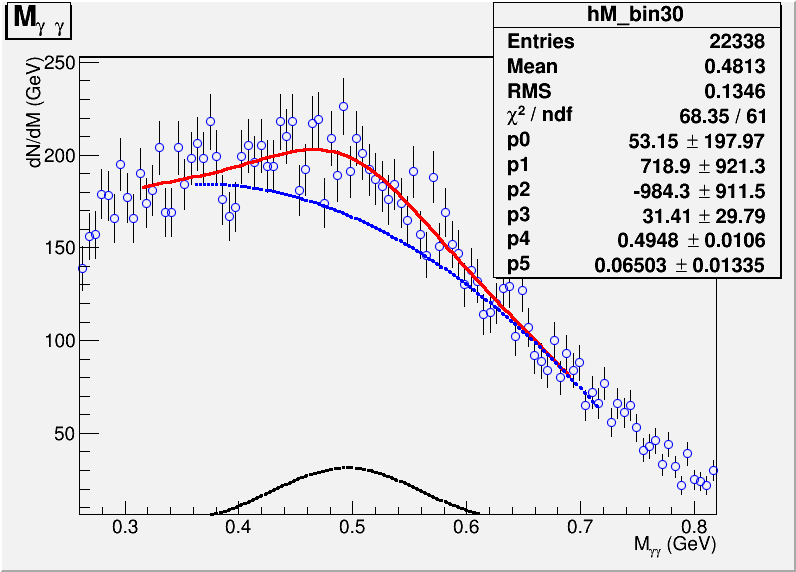 M_γ γ
hM_bin30
Entries 22338
Mean 0.4813
RMS 0.1346
χ² / ndf 68.35 / 61
p0 53.15 ± 197.97
p1 718.9 ± 921.3
p2 -984.3 ± 911.5
p3 31.41 ± 29.79
p4 0.4948 ± 0.0106
p5 0.06503 ± 0.01335
dN/dM (GeV)
250
200
150
100
50
0.3 0.4 0.5 0.6 0.7 0.8
M_γγ (GeV)